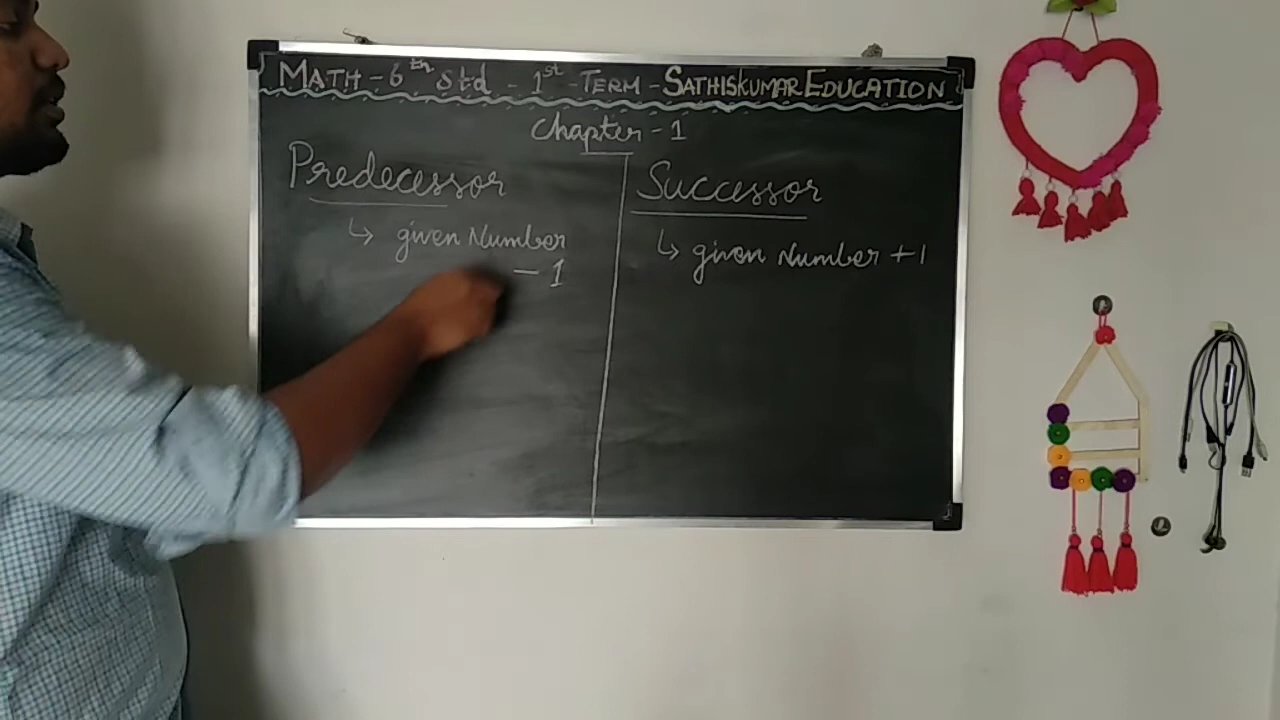 MATH - 6th std - 1st - TERM - SATHISKUMAR EDUCATION
Chapter - 1
Predecessor
↳ given Number
- 1
Successor
↳ given Number +1